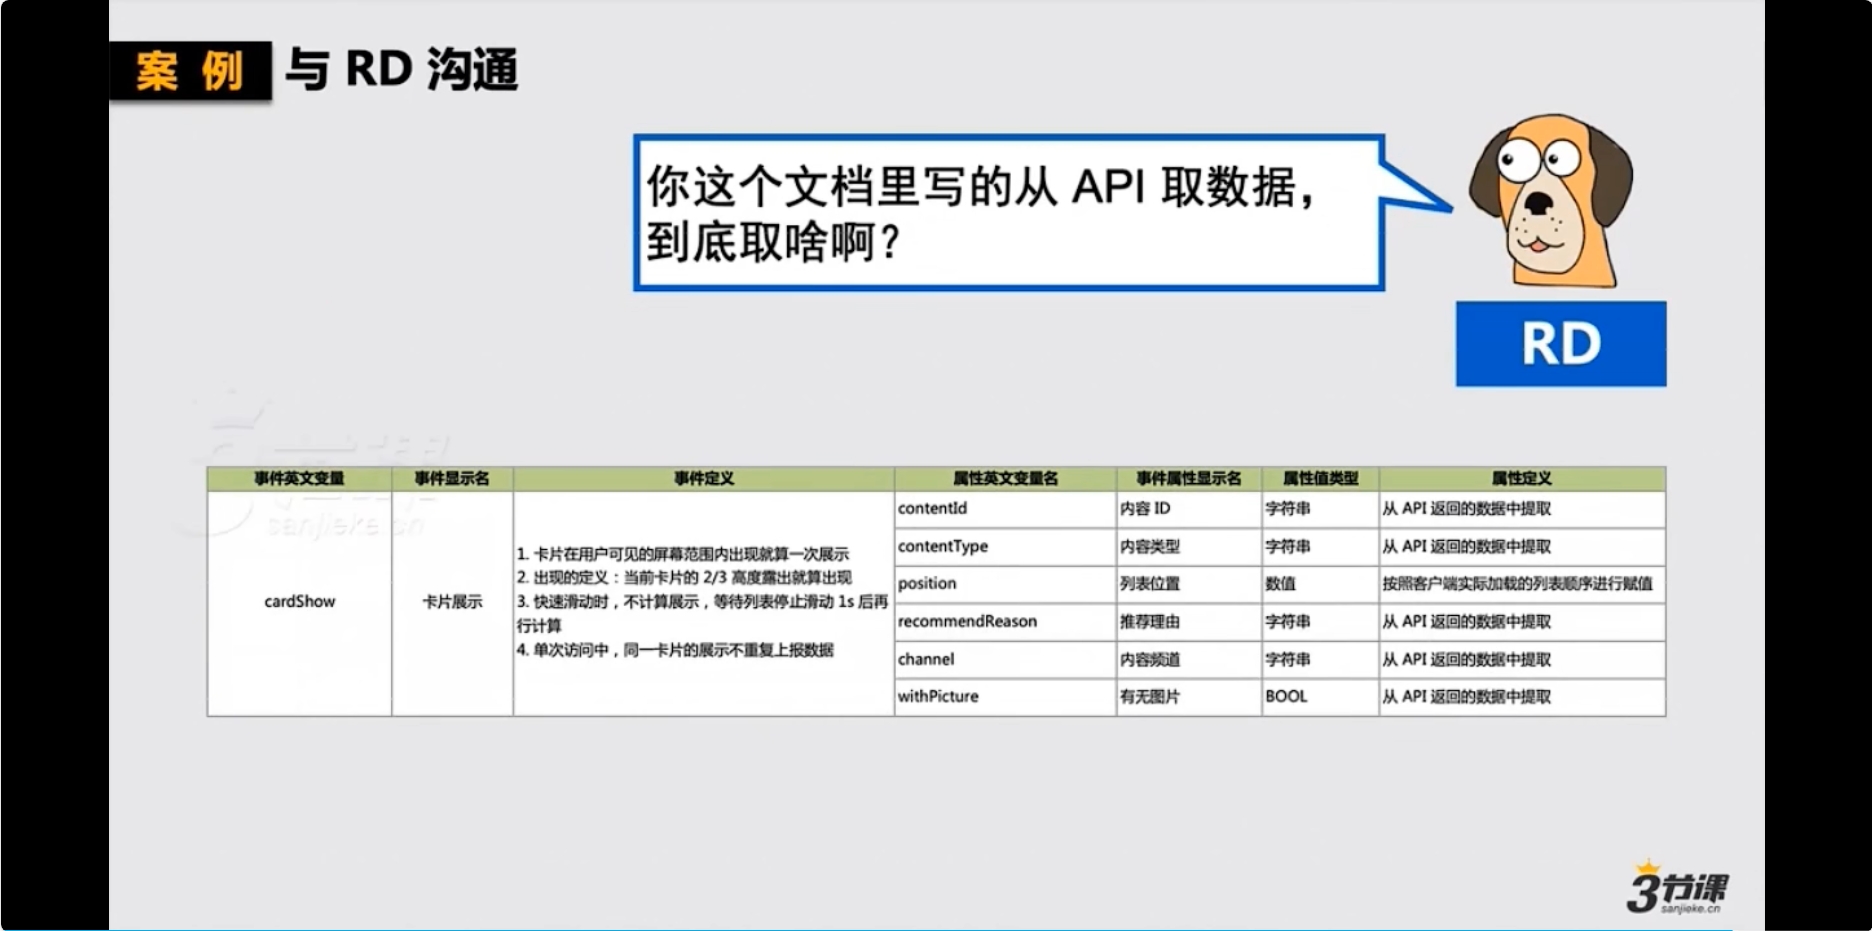 案 例 与 RD 沟通
你这个文档里写的从 API 取数据，
到底取啥啊？
RD
事件英文变量 事件显示名 事件定义 属性英文变量名 事件属性显示名 属性值类型 属性定义
cardShow
卡片展示
1. 卡片在用户可见的屏幕范围内出现就算一次展示
2. 出现的定义：当前卡片的 2/3 高度露出就算出现
3. 快速滑动时，不计算展示，等待列表停止滑动 1s 后再
行计算
4. 单次访问中，同一卡片的展示不重复上报数据
contentId 内容 ID 字符串 从 API 返回的数据中提取
contentType 内容类型 字符串 从 API 返回的数据中提取
position 列表位置 数值 按照客户端实际加载的列表顺序进行赋值
recommendReason 推荐理由 字符串 从 API 返回的数据中提取
channel 内容频道 字符串 从 API 返回的数据中提取
withPicture 有无图片 BOOL 从 API 返回的数据中提取
3节课
sanjieke.cn
3节课
sanjieke.cn